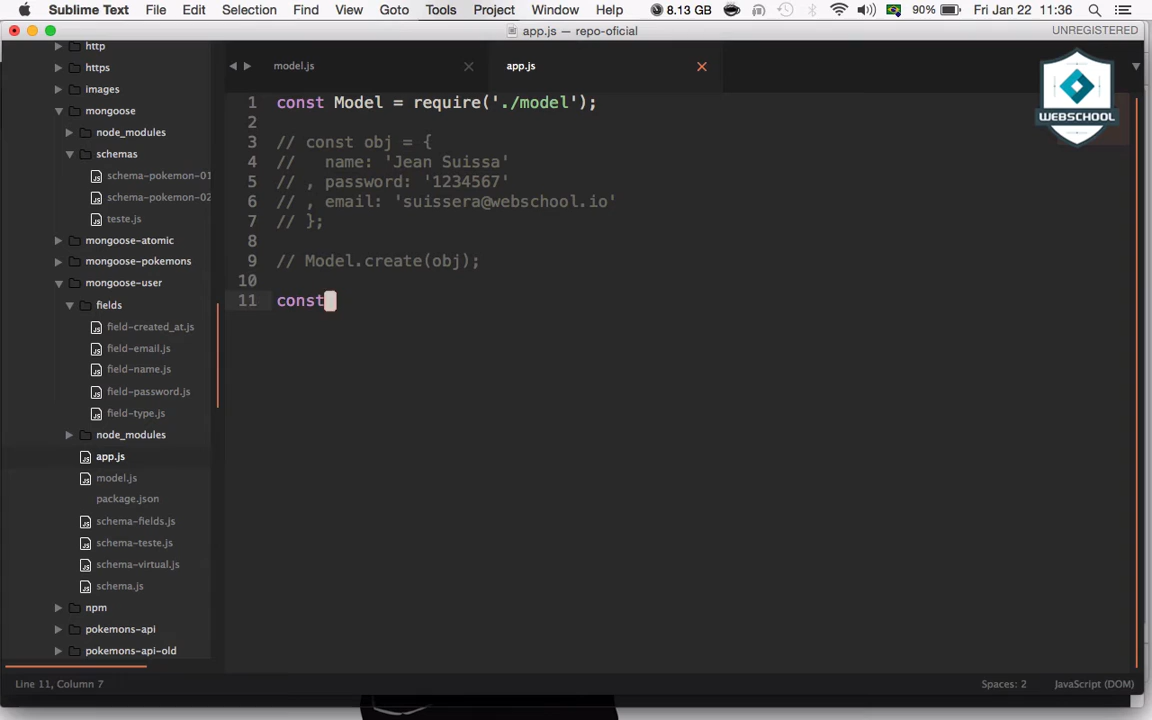 Sublime Text File Edit Selection Find View Goto Tools Project Window Help 8.13 GB 90% Fri Jan 22 11:36
app.js — repo-oficial UNREGISTERED
model.js app.js
WEBSCHOOL
http
https
images
mongoose
node_modules
schemas
schema-pokemon-01
schema-pokemon-02
teste.js
mongoose-atomic
mongoose-pokemons
mongoose-user
fields
field-created_at.js
field-email.js
field-name.js
field-password.js
field-type.js
node_modules
app.js
model.js
package.json
schema-fields.js
schema-teste.js
schema-virtual.js
schema.js
npm
pokemons-api
pokemons-api-old
1 const Model = require('./model');
2
3 // const obj = {
4 //   name: 'Jean Suissa'
5 // , password: '1234567'
6 // , email: 'suissera@webschool.io'
7 // };
8
9 // Model.create(obj);
10
11 const
Line 11, Column 7 Spaces: 2 JavaScript (DOM)